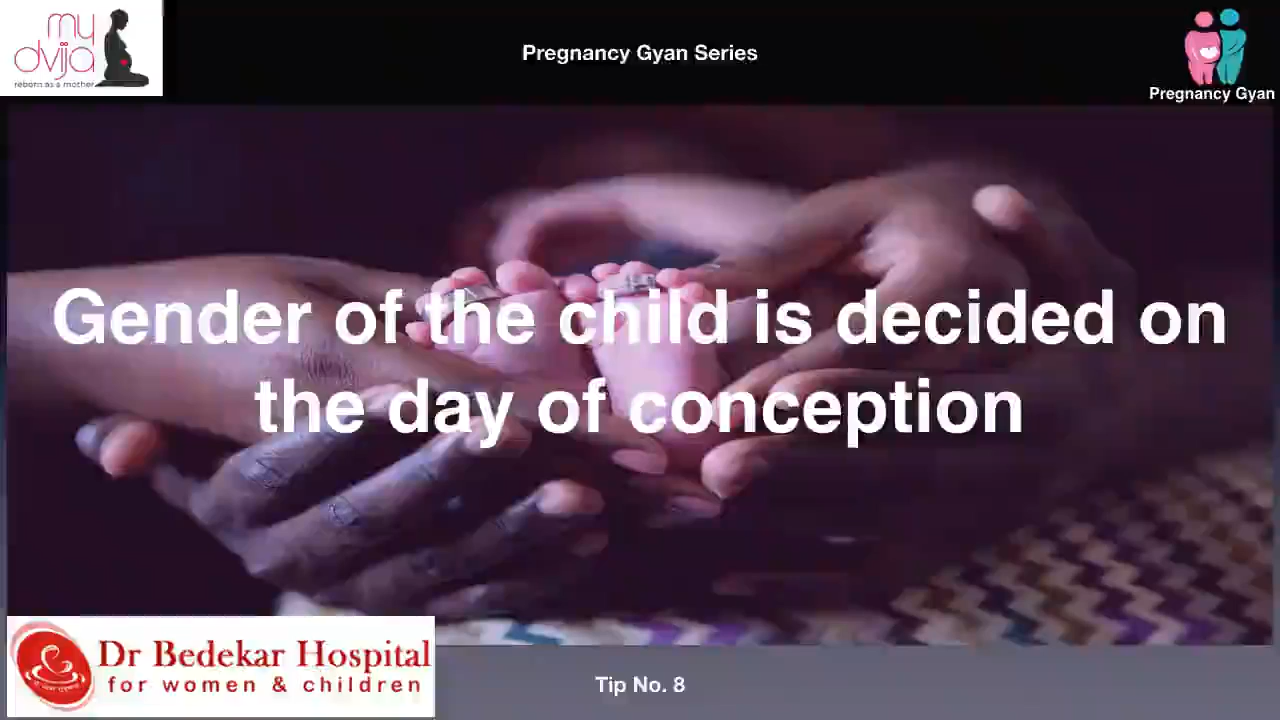 my
dvija
reborn as a mother
Pregnancy Gyan Series
Pregnancy Gyan
Gender of the child is decided on
the day of conception
Dr Bedekar Hospital
for women & children
Tip No. 8